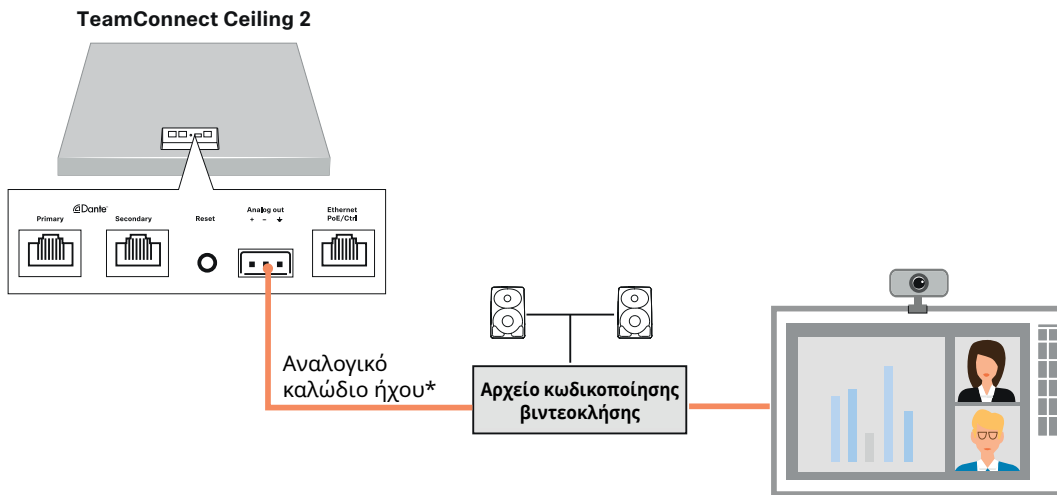 TeamConnect Ceiling 2
Dante
Primary
Secondary
Reset
Analog out
+ −
Ethernet
PoE/Ctrl
Αναλογικό
καλώδιο ήχου*
Αρχείο κωδικοποίησης
βιντεοκλήσης